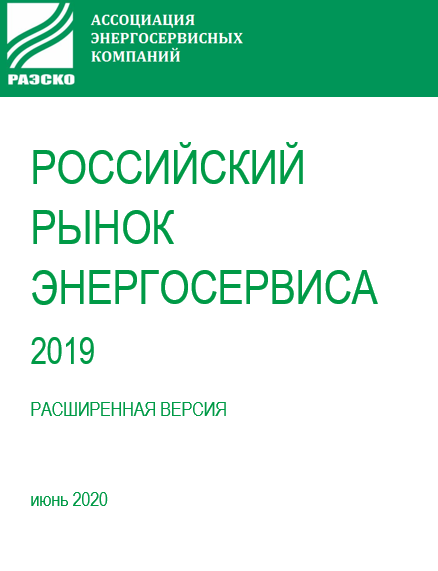 АССОЦИАЦИЯ
ЭНЕРГОСЕРВИСНЫХ
КОМПАНИЙ
РАЭСКО
РОССИЙСКИЙ
РЫНОК
ЭНЕРГОСЕРВИСА
2019
РАСШИРЕННАЯ ВЕРСИЯ
июнь 2020